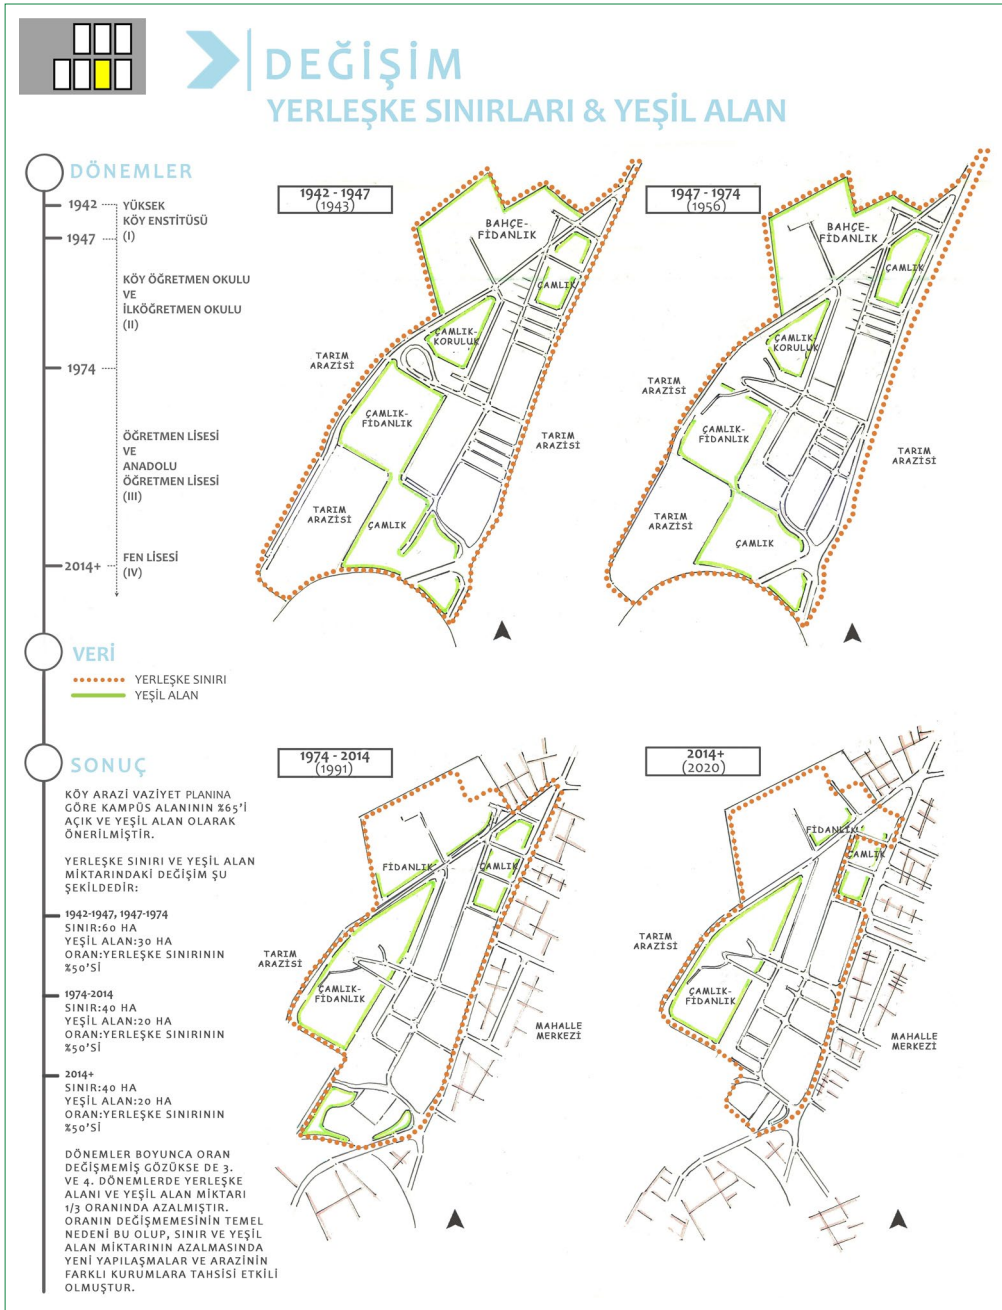 DEĞİŞİM
YERLEŞKE SINIRLARI & YEŞİL ALAN
DÖNEMLER
1942
YÜKSEK
KÖY ENSTİTÜSÜ
(I)
1947
KÖY ÖĞRETMEN OKULU
VE
İLKÖĞRETMEN OKULU
(II)
1974
ÖĞRETMEN LİSESİ
VE
ANADOLU
ÖĞRETMEN LİSESİ
(III)
2014+
FEN LİSESİ
(IV)
VERİ
YERLEŞKE SINIRI
YEŞİL ALAN
SONUÇ
KÖY ARAZİ VAZİYET PLANINA
GÖRE KAMPÜS ALANININ %65'İ
AÇIK VE YEŞİL ALAN OLARAK
ÖNERİLMİŞTİR.
YERLEŞKE SINIRI VE YEŞİL ALAN
MİKTARINDAKİ DEĞİŞİM ŞU
ŞEKİLDEDİR:
1942-1947, 1947-1974
SINIR:60 HA
YEŞİL ALAN:30 HA
ORAN:YERLEŞKE SINIRININ
%50'Sİ
1974-2014
SINIR:40 HA
YEŞİL ALAN:20 HA
ORAN:YERLEŞKE SINIRININ
%50'Sİ
2014+
SINIR:40 HA
YEŞİL ALAN:20 HA
ORAN:YERLEŞKE SINIRININ
%50'Sİ
DÖNEMLER BOYUNCA ORAN
DEĞİŞMEMİŞ GÖZÜKSE DE 3.
VE 4. DÖNEMLERDE YERLEŞKE
ALANI VE YEŞİL ALAN MİKTARI
1/3 ORANINDA AZALMIŞTIR.
ORANIN DEĞİŞMEMESİNİN TEMEL
NEDENİ BU OLUP, SINIR VE YEŞİL
ALAN MİKTARININ AZALMASINDA
YENİ YAPILAŞMALAR VE ARAZİNİN
FARKLI KURUMLARA TAHSİSİ ETKİLİ
OLMUŞTUR.
1942 - 1947
(1943)
BAHÇE-
FİDANLIK
ÇAMLIK
ÇAMLIK-
KORULUK
TARIM
ARAZİSİ
ÇAMLIK-
FİDANLIK
TARIM
ARAZİSİ
TARIM
ARAZİSİ
ÇAMLIK
1947 - 1974
(1956)
BAHÇE-
FİDANLIK
ÇAMLIK
ÇAMLIK-
KORULUK
TARIM
ARAZİSİ
ÇAMLIK-
FİDANLIK
TARIM
ARAZİSİ
TARIM
ARAZİSİ
ÇAMLIK
1974 - 2014
(1991)
FİDANLIK
ÇAMLIK
TARIM
ARAZİSİ
ÇAMLIK-
FİDANLIK
MAHALLE
MERKEZİ
2014+
(2020)
FİDANLIK
ÇAMLIK
TARIM
ARAZİSİ
ÇAMLIK-
FİDANLIK
MAHALLE
MERKEZİ